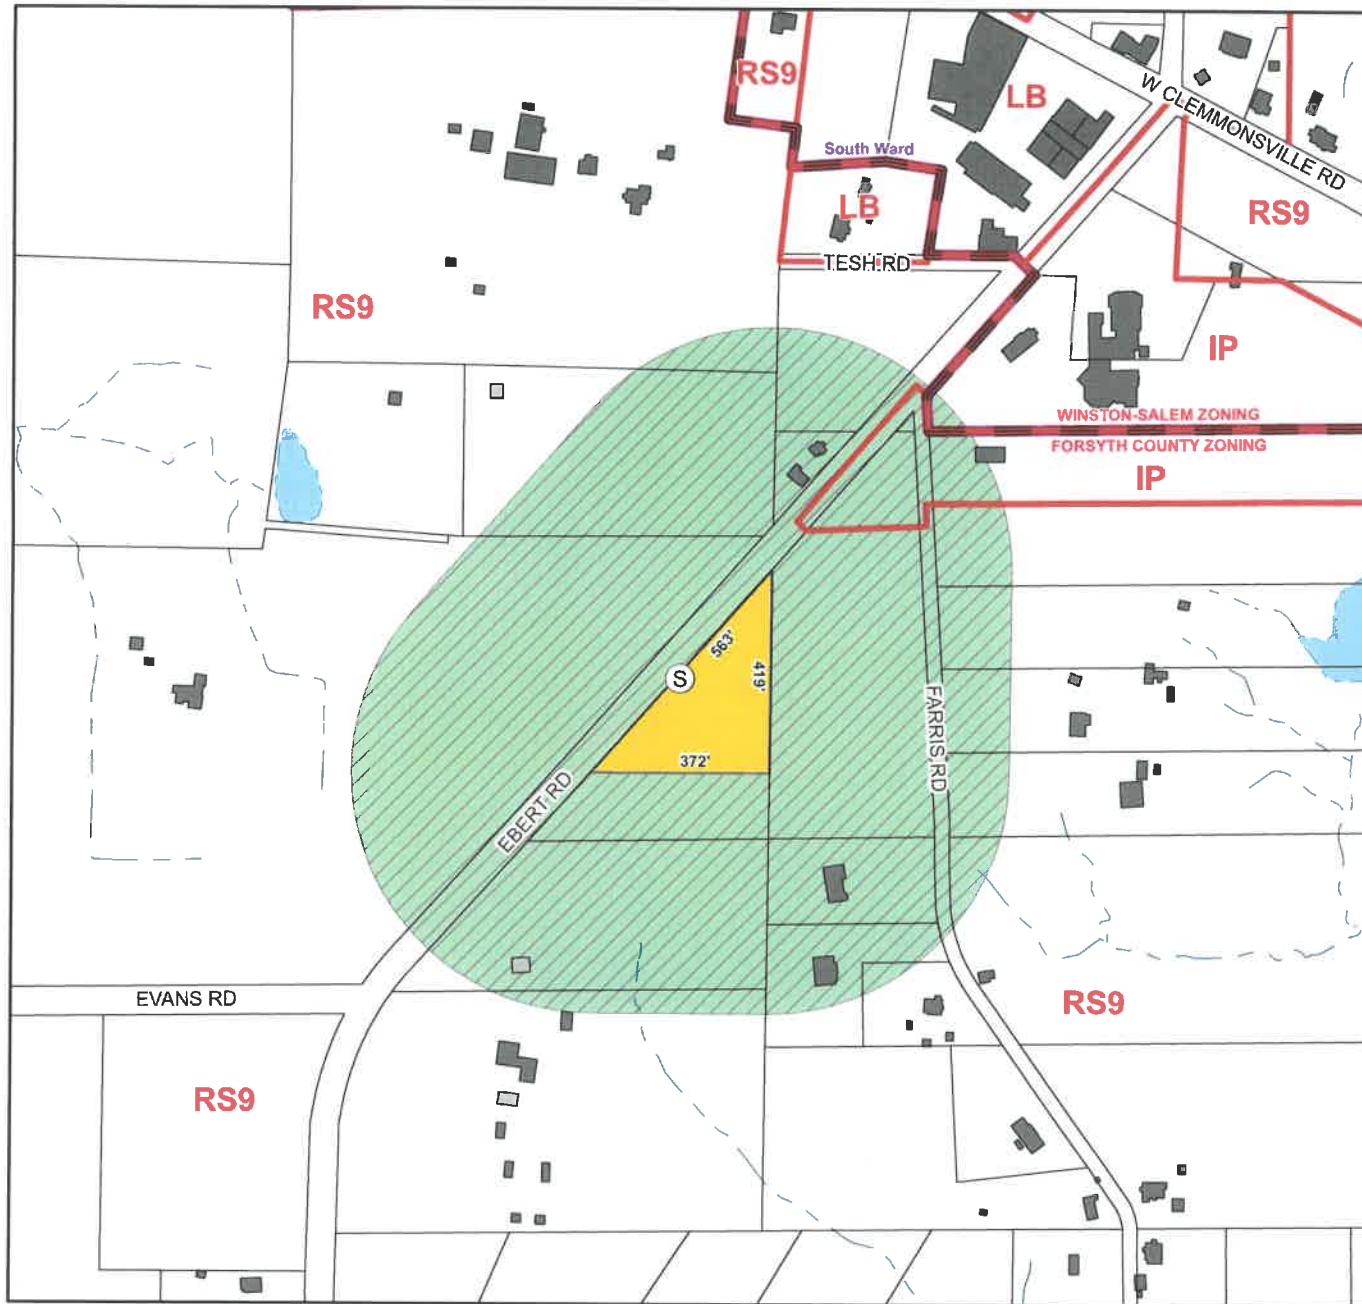 RS9
LB
W CLEMMONSVILLE RD
South Ward
LB
RS9
TESH RD
RS9
IP
WINSTON-SALEM ZONING
FORSYTH COUNTY ZONING
IP
563'
419'
S
FARRIS RD
372'
EBERT RD
EVANS RD
RS9
RS9